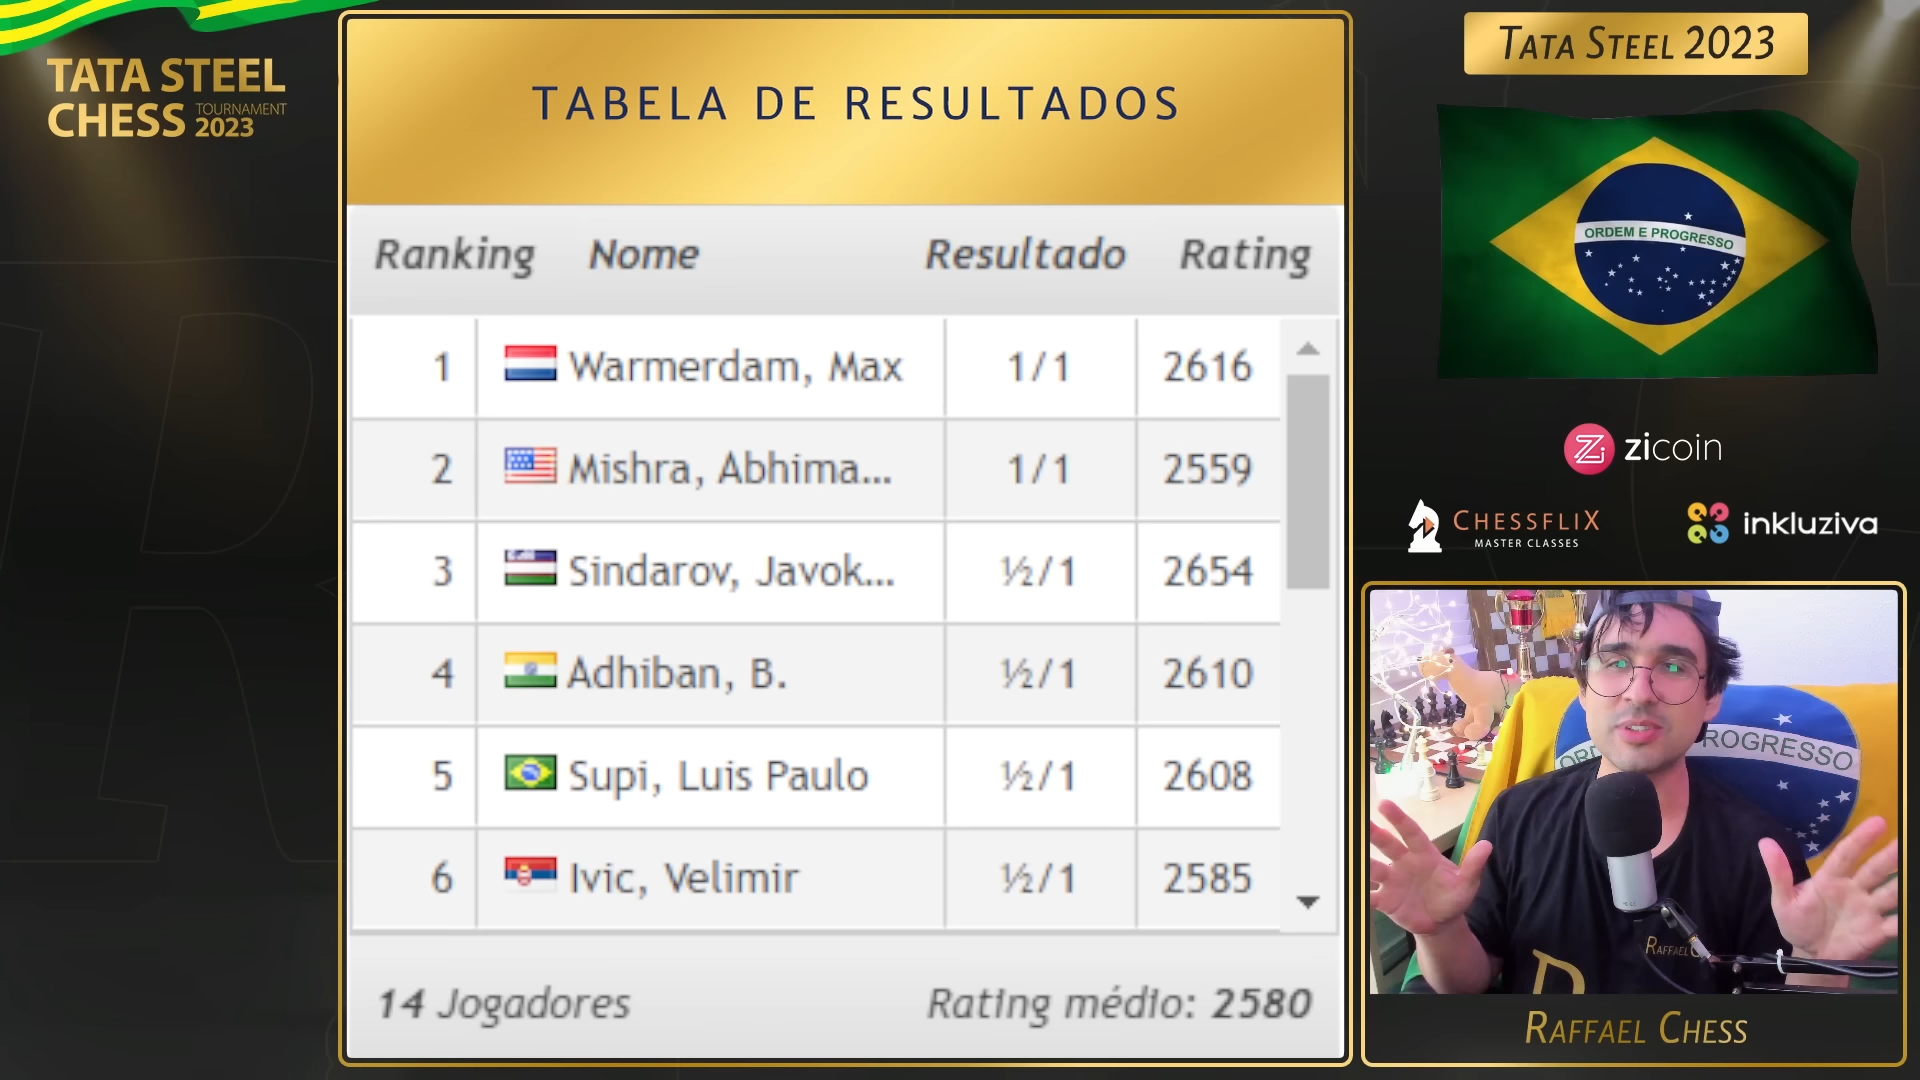 TATA STEEL
CHESS TOURNAMENT
2023
TABELA DE RESULTADOS
Ranking Nome Resultado Rating
1 Warmerdam, Max 1/1 2616
2 Mishra, Abhima... 1/1 2559
3 Sindarov, Javok... ½/1 2654
4 Adhiban, B. ½/1 2610
5 Supi, Luis Paulo ½/1 2608
6 Ivic, Velimir ½/1 2585
14 Jogadores Rating médio: 2580
TATA STEEL 2023
ORDEM E PROGRESSO
zicoin
CHESSFLIX
MASTER CLASSES
inkluziva
PROGRESSO
RAFFAEL
RAFFAEL CHESS